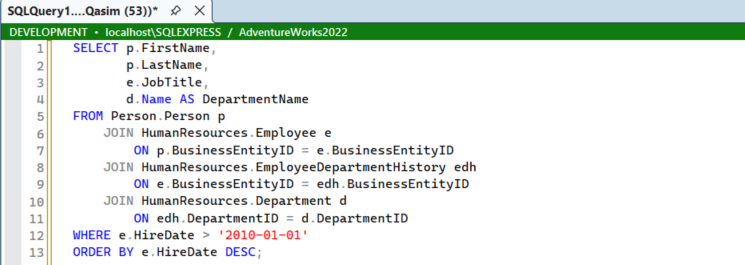 SQLQuery1....Qasim (53))*
DEVELOPMENT • localhost\SQLEXPRESS / AdventureWorks2022
1 SELECT p.FirstName,
2 p.LastName,
3 e.JobTitle,
4 d.Name AS DepartmentName
5 FROM Person.Person p
6 JOIN HumanResources.Employee e
7 ON p.BusinessEntityID = e.BusinessEntityID
8 JOIN HumanResources.EmployeeDepartmentHistory edh
9 ON e.BusinessEntityID = edh.BusinessEntityID
10 JOIN HumanResources.Department d
11 ON edh.DepartmentID = d.DepartmentID
12 WHERE e.HireDate > '2010-01-01'
13 ORDER BY e.HireDate DESC;